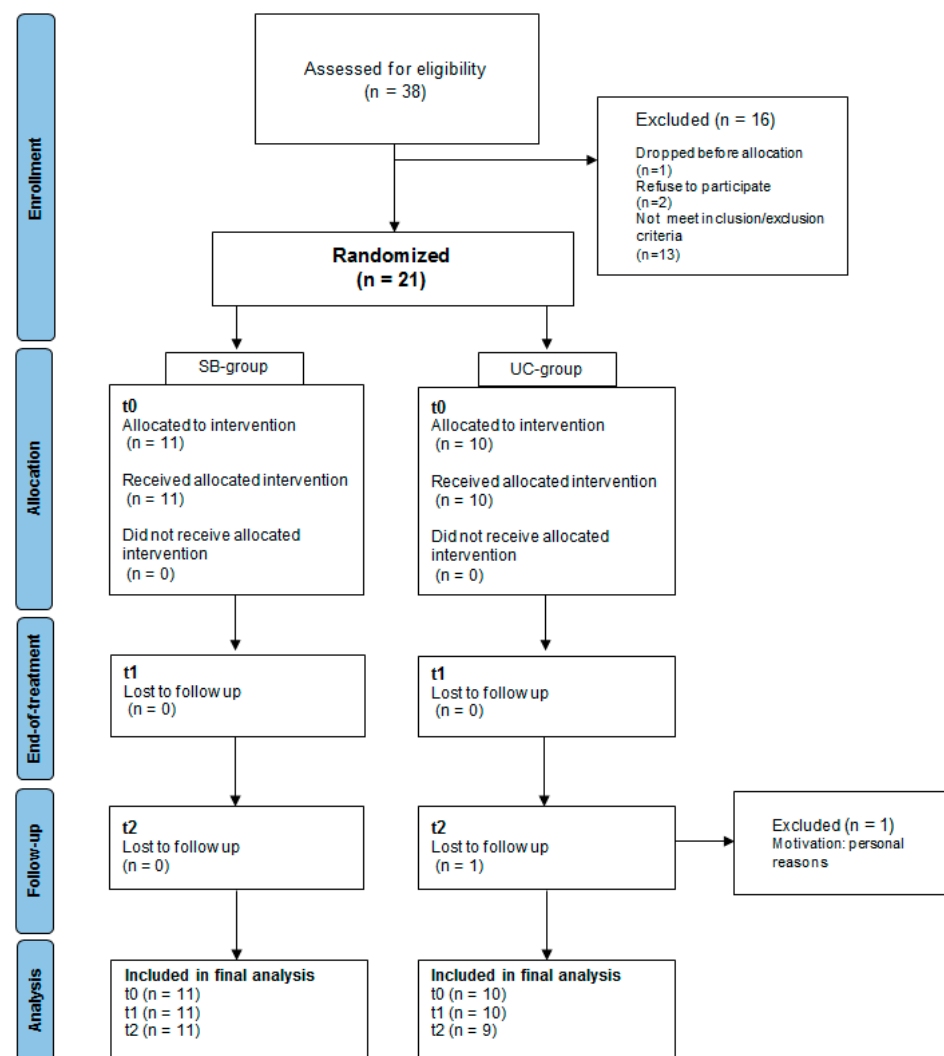 Enrollment
Assessed for eligibility
(n = 38)
Excluded (n = 16)
Dropped before allocation
(n=1)
Refuse to participate
(n=2)
Not meet inclusion/exclusion
criteria
(n=13)
Randomized
(n = 21)
Allocation
SB-group
t0
Allocated to intervention
(n = 11)
Received allocated intervention
(n = 11)
Did not receive allocated
intervention
(n = 0)
UC-group
t0
Allocated to intervention
(n = 10)
Received allocated intervention
(n = 10)
Did not receive allocated
intervention
(n = 0)
End-of-treatment
t1
Lost to follow up
(n = 0)
t1
Lost to follow up
(n = 0)
Follow-up
t2
Lost to follow up
(n = 0)
t2
Lost to follow up
(n = 1)
Excluded (n = 1)
Motivation: personal
reasons
Analysis
Included in final analysis
t0 (n = 11)
t1 (n = 11)
t2 (n = 11)
Included in final analysis
t0 (n = 10)
t1 (n = 10)
t2 (n = 9)